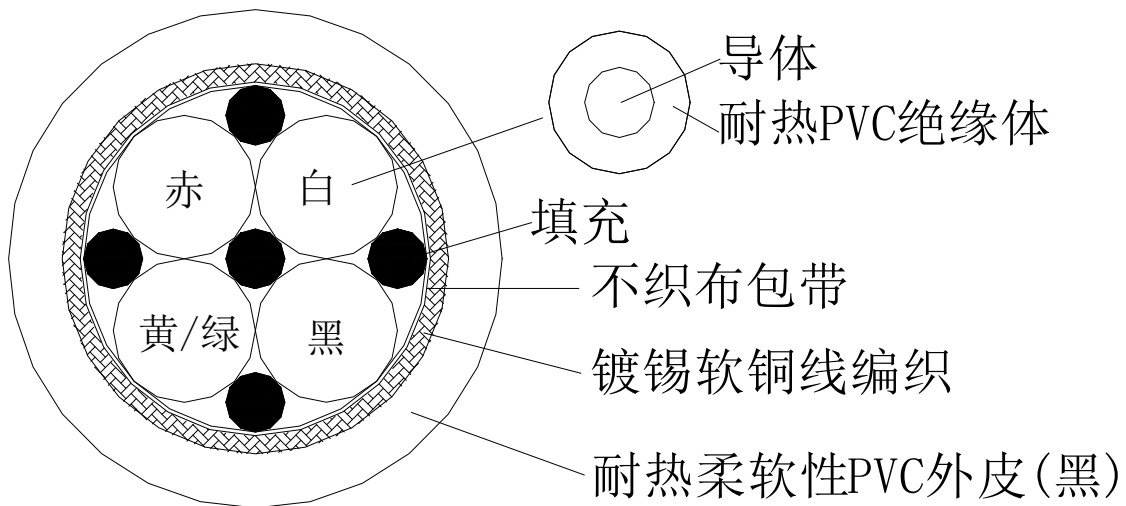 导体
耐热PVC绝缘体
赤
白
填充
不织布包带
黄/绿
黑
镀锡软铜线编织
耐热柔软性PVC外皮(黑)